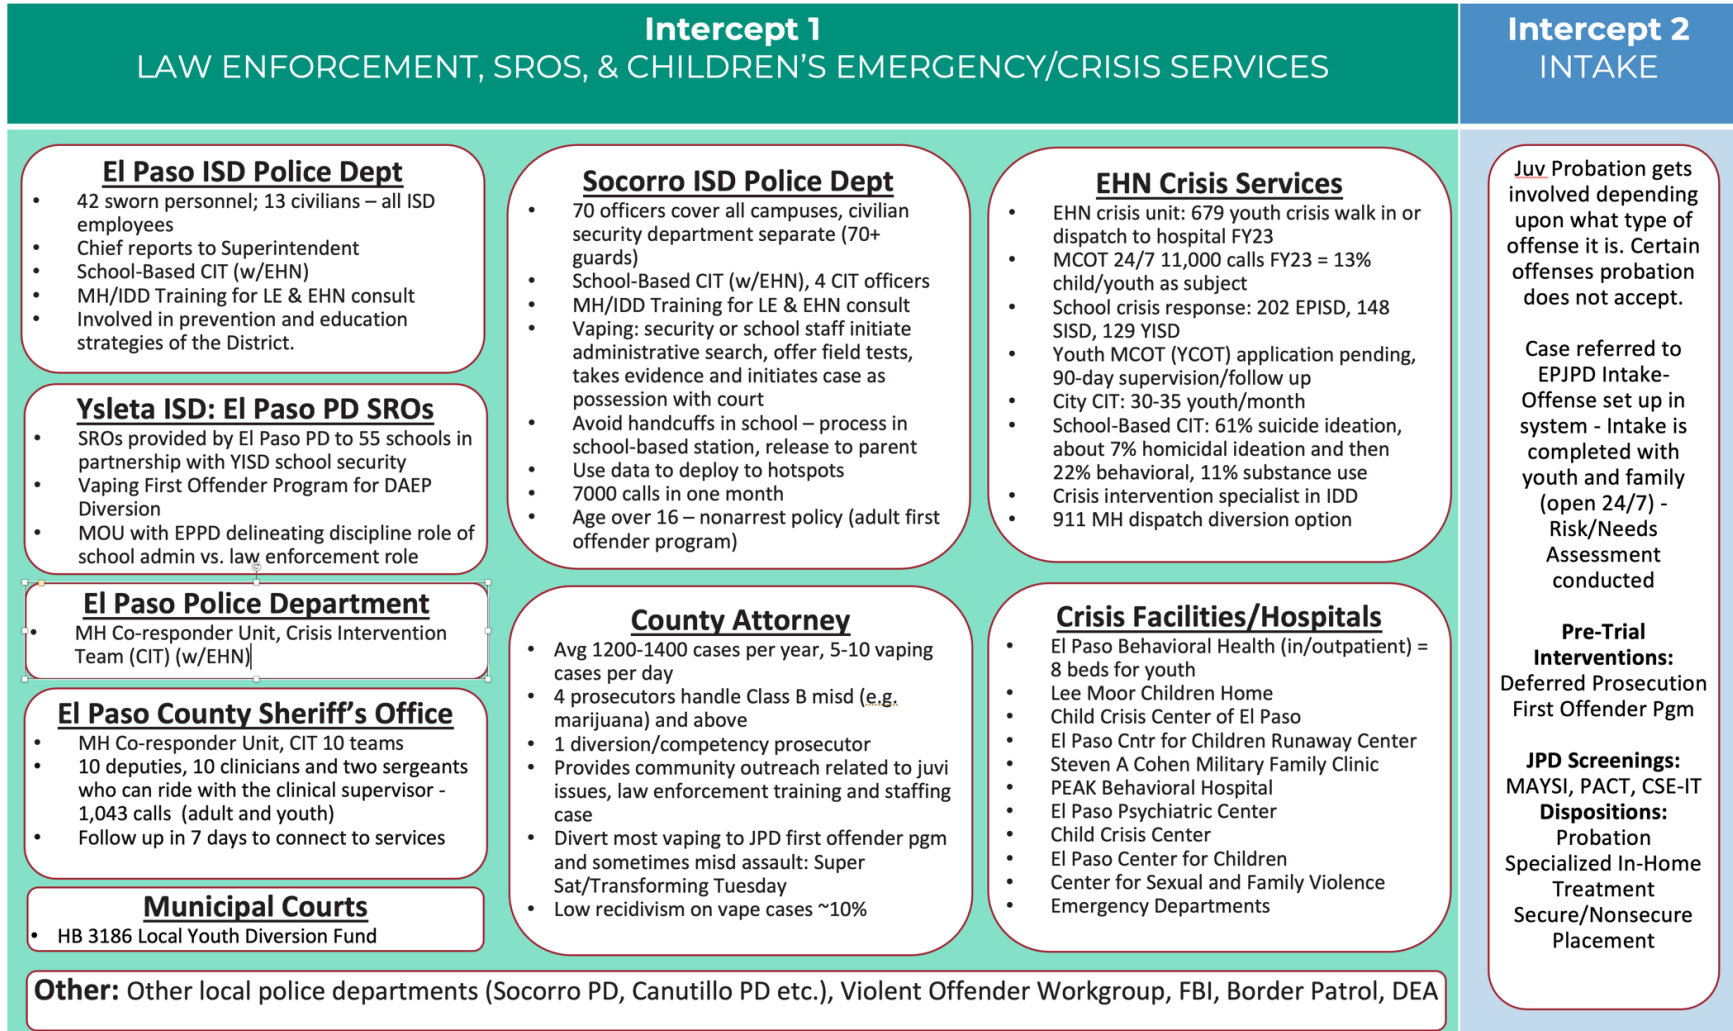 Intercept 1
LAW ENFORCEMENT, SROS, & CHILDREN'S EMERGENCY/CRISIS SERVICES
Intercept 2
INTAKE
El Paso ISD Police Dept
• 42 sworn personnel; 13 civilians – all ISD
employees
• Chief reports to Superintendent
• School-Based CIT (w/EHN)
• MH/IDD Training for LE & EHN consult
• Involved in prevention and education
strategies of the District.
Ysleta ISD: El Paso PD SROs
• SROs provided by El Paso PD to 55 schools in
partnership with YISD school security
• Vaping First Offender Program for DAEP
Diversion
• MOU with EPPD delineating discipline role of
school admin vs. law enforcement role
El Paso Police Department
• MH Co-responder Unit, Crisis Intervention
Team (CIT) (w/EHN)
El Paso County Sheriff's Office
• MH Co-responder Unit, CIT 10 teams
• 10 deputies, 10 clinicians and two sergeants
who can ride with the clinical supervisor -
1,043 calls (adult and youth)
• Follow up in 7 days to connect to services
Municipal Courts
• HB 3186 Local Youth Diversion Fund
Socorro ISD Police Dept
• 70 officers cover all campuses, civilian
security department separate (70+
guards)
• School-Based CIT (w/EHN), 4 CIT officers
• MH/IDD Training for LE & EHN consult
• Vaping: security or school staff initiate
administrative search, offer field tests,
takes evidence and initiates case as
possession with court
• Avoid handcuffs in school – process in
school-based station, release to parent
• Use data to deploy to hotspots
• 7000 calls in one month
• Age over 16 – nonarrest policy (adult first
offender program)
County Attorney
• Avg 1200-1400 cases per year, 5-10 vaping
cases per day
• 4 prosecutors handle Class B misd (e.g.
marijuana) and above
• 1 diversion/competency prosecutor
• Provides community outreach related to juvi
issues, law enforcement training and staffing
case
• Divert most vaping to JPD first offender pgm
and sometimes misd assault: Super
Sat/Transforming Tuesday
• Low recidivism on vape cases ~10%
EHN Crisis Services
• EHN crisis unit: 679 youth crisis walk in or
dispatch to hospital FY23
• MCOT 24/7 11,000 calls FY23 = 13%
child/youth as subject
• School crisis response: 202 EPISD, 148
SISD, 129 YISD
• Youth MCOT (YCOT) application pending,
90-day supervision/follow up
• City CIT: 30-35 youth/month
• School-Based CIT: 61% suicide ideation,
about 7% homicidal ideation and then
22% behavioral, 11% substance use
• Crisis intervention specialist in IDD
• 911 MH dispatch diversion option
Crisis Facilities/Hospitals
• El Paso Behavioral Health (in/outpatient) =
8 beds for youth
• Lee Moor Children Home
• Child Crisis Center of El Paso
• El Paso Cntr for Children Runaway Center
• Steven A Cohen Military Family Clinic
• PEAK Behavioral Hospital
• El Paso Psychiatric Center
• Child Crisis Center
• El Paso Center for Children
• Center for Sexual and Family Violence
• Emergency Departments
Other: Other local police departments (Socorro PD, Canutillo PD etc.), Violent Offender Workgroup, FBI, Border Patrol, DEA
Juv Probation gets
involved depending
upon what type of
offense it is. Certain
offenses probation
does not accept.
Case referred to
EPJPD Intake-
Offense set up in
system - Intake is
completed with
youth and family
(open 24/7) -
Risk/Needs
Assessment
conducted
Pre-Trial
Interventions:
Deferred Prosecution
First Offender Pgm
JPD Screenings:
MAYSI, PACT, CSE-IT
Dispositions:
Probation
Specialized In-Home
Treatment
Secure/Nonsecure
Placement